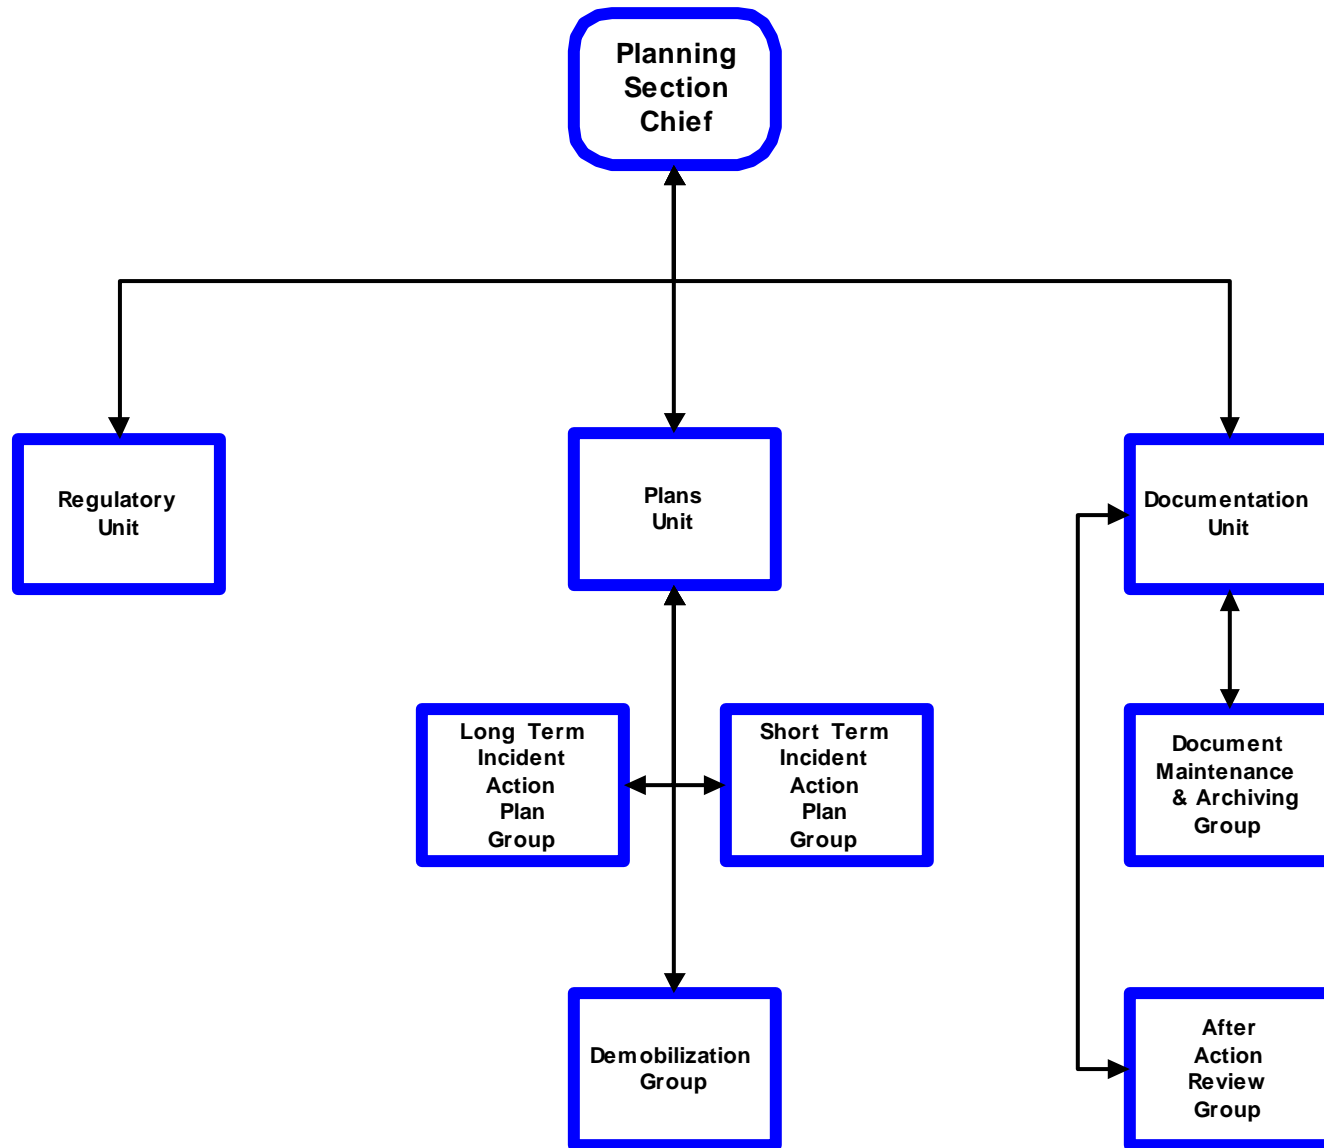 Planning
Section
Chief
Regulatory
Unit
Plans
Unit
Documentation
Unit
Long Term
Incident
Action
Plan
Group
Short Term
Incident
Action
Plan
Group
Document
Maintenance
& Archiving
Group
Demobilization
Group
After
Action
Review
Group